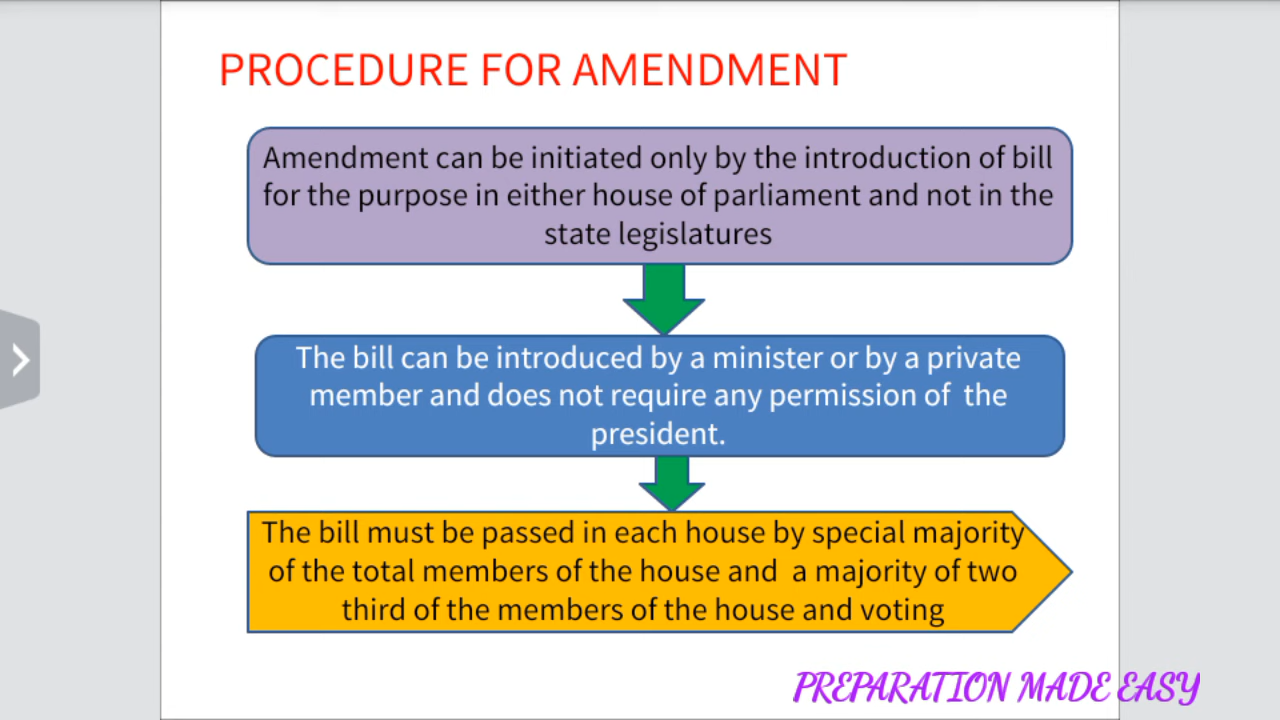 PROCEDURE FOR AMENDMENT
Amendment can be initiated only by the introduction of bill
for the purpose in either house of parliament and not in the
state legislatures
The bill can be introduced by a minister or by a private
member and does not require any permission of  the
president.
The bill must be passed in each house by special majority
of the total members of the house and  a majority of two
third of the members of the house and voting
PREPARATION MADE EASY